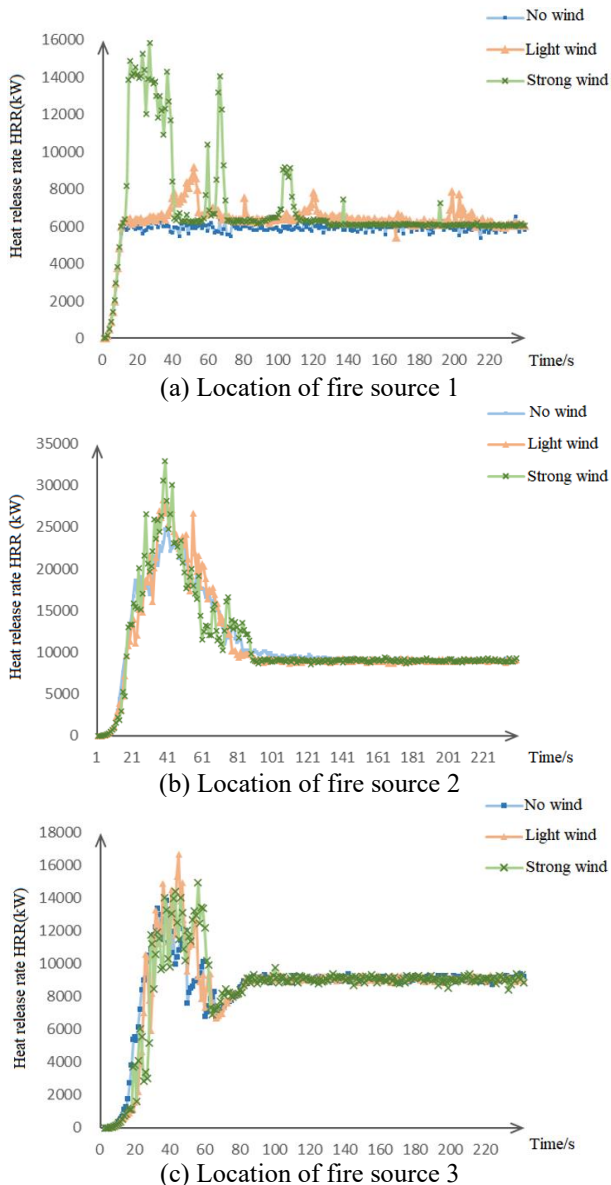 No wind
Light wind
Strong wind
Heat release rate HRR(kW)
16000
14000
12000
10000
8000
6000
4000
2000
0
0 20 40 60 80 100 120 140 160 180 200 220
Time/s
(a) Location of fire source 1
No wind
Light wind
Strong wind
Heat release rate HRR (kW)
35000
30000
25000
20000
15000
10000
5000
0
1 21 41 61 81 101 121 141 161 181 201 221
Time/s
(b) Location of fire source 2
No wind
Light wind
Strong wind
Heat release rate HRR(kW)
18000
16000
14000
12000
10000
8000
6000
4000
2000
0
0 20 40 60 80 100 120 140 160 180 200 220
Time/s
(c) Location of fire source 3